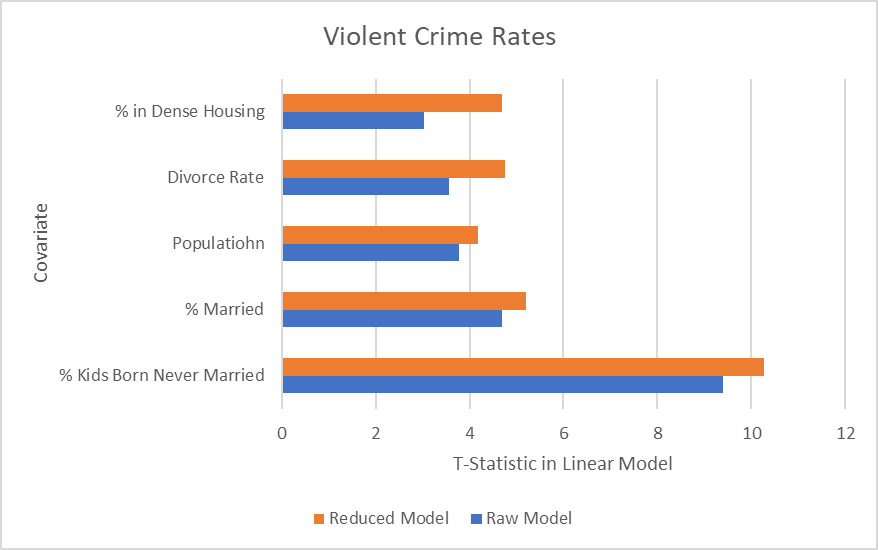 Violent Crime Rates
% in Dense Housing
Divorce Rate
Populatiohn
% Married
% Kids Born Never Married
Covariate
0 2 4 6 8 10 12
T-Statistic in Linear Model
Reduced Model Raw Model